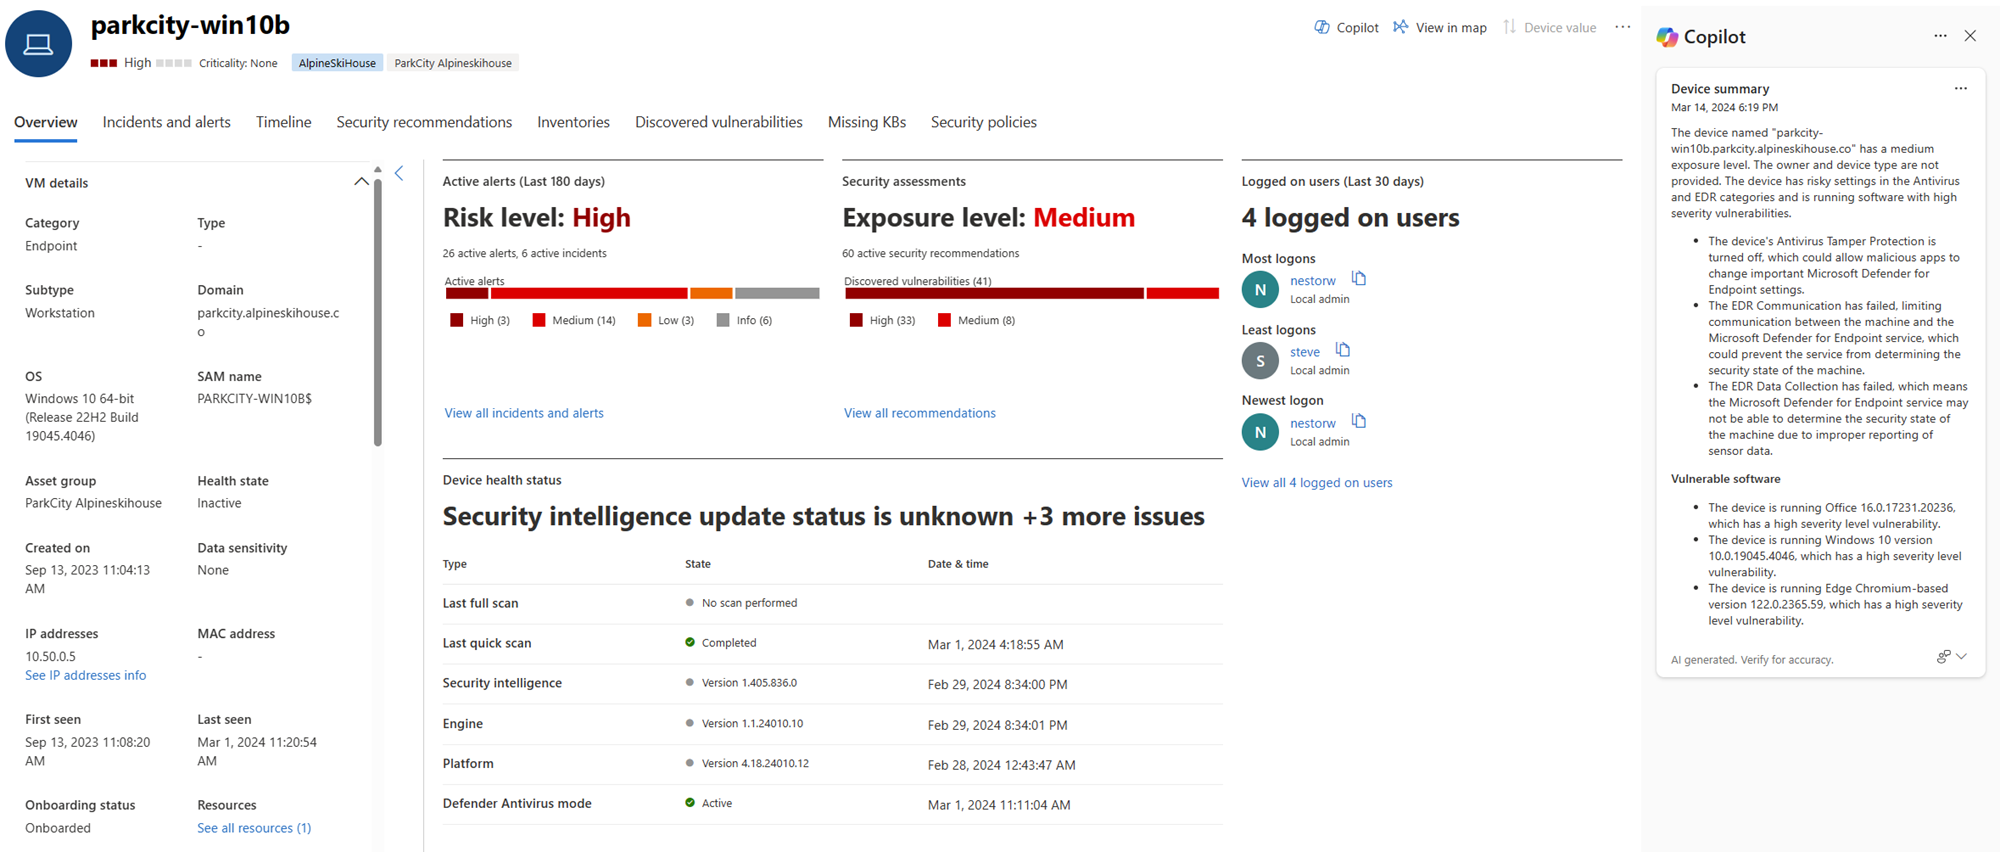 parkcity-win10b
High Criticality: None AlpineSkiHouse ParkCity Alpineskihouse
Copilot View in map Device value
Overview Incidents and alerts Timeline Security recommendations Inventories Discovered vulnerabilities Missing KBs Security policies
VM details
Category Type
Endpoint -
Subtype Domain
Workstation parkcity.alpineskihouse.c
o
OS SAM name
Windows 10 64-bit PARKCITY-WIN10B$
(Release 22H2 Build
19045.4046)
Asset group Health state
ParkCity Alpineskihouse Inactive
Created on Data sensitivity
Sep 13, 2023 11:04:13 None
AM
IP addresses MAC address
10.50.0.5 -
See IP addresses info
First seen Last seen
Sep 13, 2023 11:08:20 Mar 1, 2024 11:20:54
AM AM
Onboarding status Resources
Onboarded See all resources (1)
Active alerts (Last 180 days)
Risk level: High
26 active alerts, 6 active incidents
Active alerts
High (3) Medium (14) Low (3) Info (6)
View all incidents and alerts
Security assessments
Exposure level: Medium
60 active security recommendations
Discovered vulnerabilities (41)
High (33) Medium (8)
View all recommendations
Logged on users (Last 30 days)
4 logged on users
Most logons
N nestorw
Local admin
Least logons
S steve
Local admin
Newest logon
N nestorw
Local admin
View all 4 logged on users
Device health status
Security intelligence update status is unknown +3 more issues
Type State Date & time
Last full scan No scan performed
Last quick scan Completed Mar 1, 2024 4:18:55 AM
Security intelligence Version 1.405.836.0 Feb 29, 2024 8:34:00 PM
Engine Version 1.1.24010.10 Feb 29, 2024 8:34:01 PM
Platform Version 4.18.24010.12 Feb 28, 2024 12:43:47 AM
Defender Antivirus mode Active Mar 1, 2024 11:11:04 AM
Copilot
Device summary
Mar 14, 2024 6:19 PM
The device named "parkcity-
win10b.parkcity.alpineskihouse.co" has a medium
exposure level. The owner and device type are not
provided. The device has risky settings in the Antivirus
and EDR categories and is running software with high
severity vulnerabilities.
• The device's Antivirus Tamper Protection is
turned off, which could allow malicious apps to
change important Microsoft Defender for
Endpoint settings.
• The EDR Communication has failed, limiting
communication between the machine and the
Microsoft Defender for Endpoint service, which
could prevent the service from determining the
security state of the machine.
• The EDR Data Collection has failed, which means
the Microsoft Defender for Endpoint service may
not be able to determine the security state of
the machine due to improper reporting of
sensor data.
Vulnerable software
• The device is running Office 16.0.17231.20236,
which has a high severity level vulnerability.
• The device is running Windows 10 version
10.0.19045.4046, which has a high severity level
vulnerability.
• The device is running Edge Chromium-based
version 122.0.2365.59, which has a high severity
level vulnerability.
AI generated. Verify for accuracy.